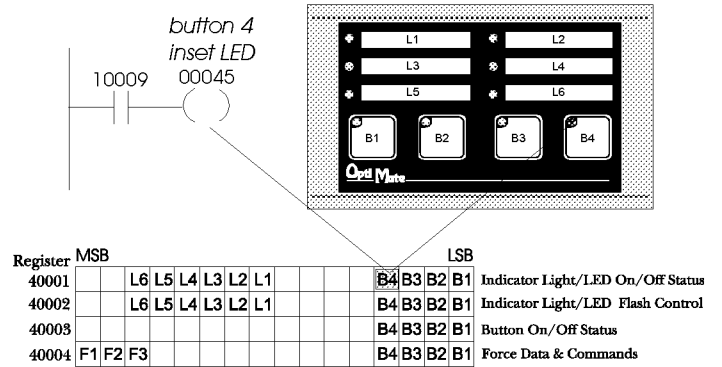 button 4
inset LED
10009 00045
L1 L2
L3 L4
L5 L6
B1 B2 B3 B4
Opti Mate
Register MSB LSB
40001 L6 L5 L4 L3 L2 L1 B4 B3 B2 B1 Indicator Light/LED On/Off Status
40002 L6 L5 L4 L3 L2 L1 B4 B3 B2 B1 Indicator Light/LED Flash Control
40003 B4 B3 B2 B1 Button On/Off Status
40004 F1 F2 F3 B4 B3 B2 B1 Force Data & Commands